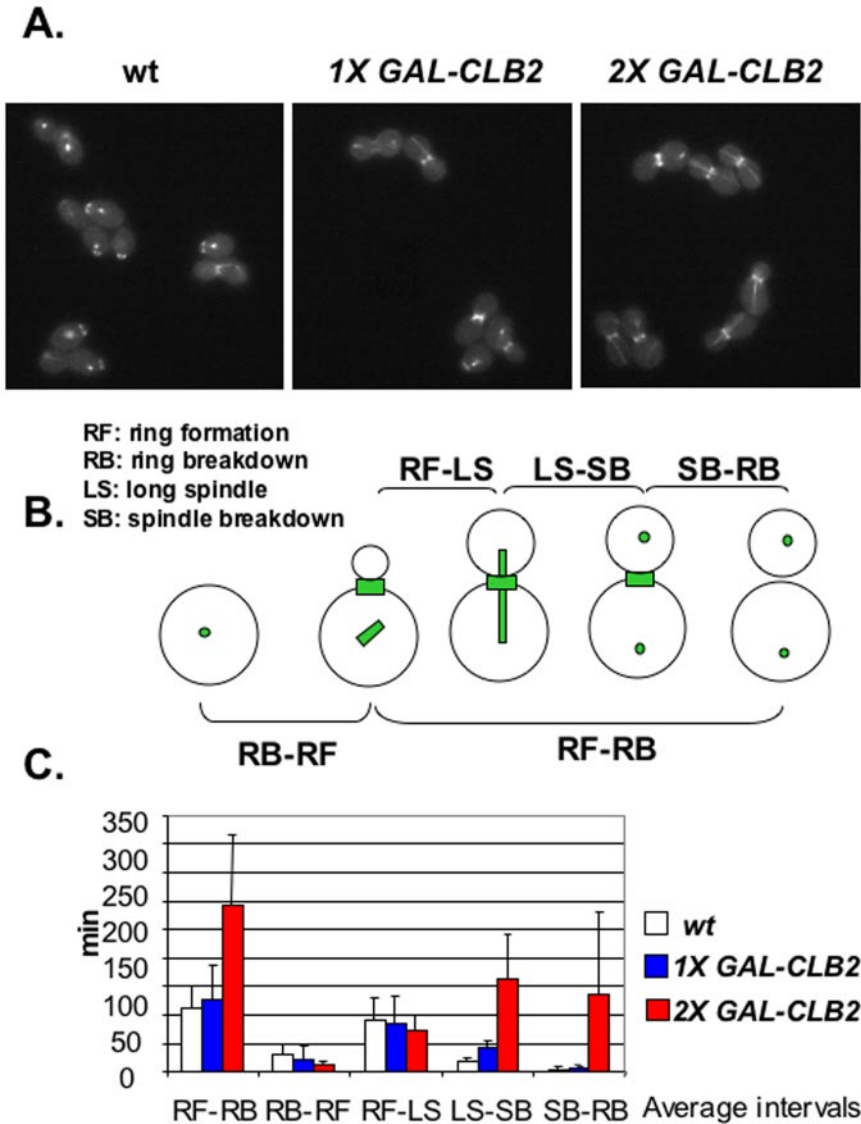 A.
wt 1X GAL-CLB2 2X GAL-CLB2
RF: ring formation
RB: ring breakdown
LS: long spindle
SB: spindle breakdown
B.
RF-LS LS-SB SB-RB
RB-RF RF-RB
C.
350
300
250
200
150
100
50
0
min
RF-RB RB-RF RF-LS LS-SB SB-RB Average intervals
wt
1X GAL-CLB2
2X GAL-CLB2